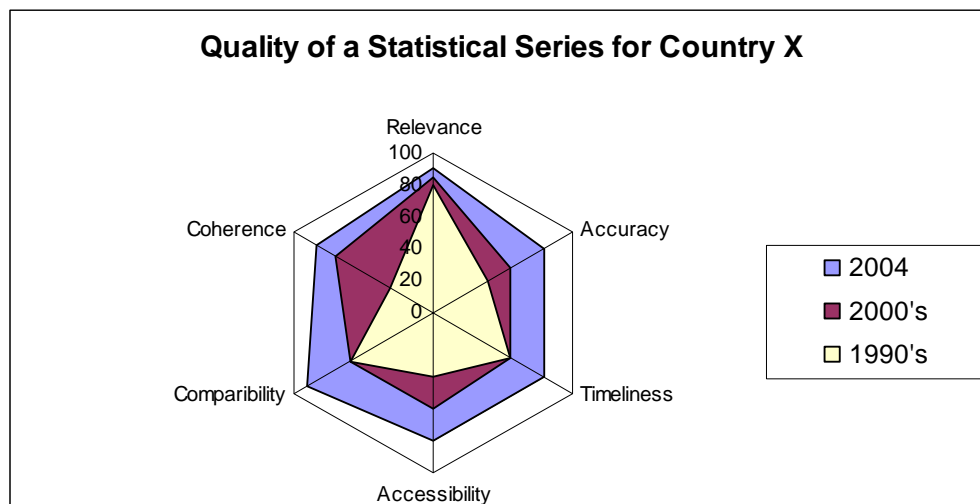 Quality of a Statistical Series for Country X
Relevance
100
80
60
40
20
0
Coherence
Accuracy
Comparibility
Timeliness
Accessibility
2004
2000's
1990's